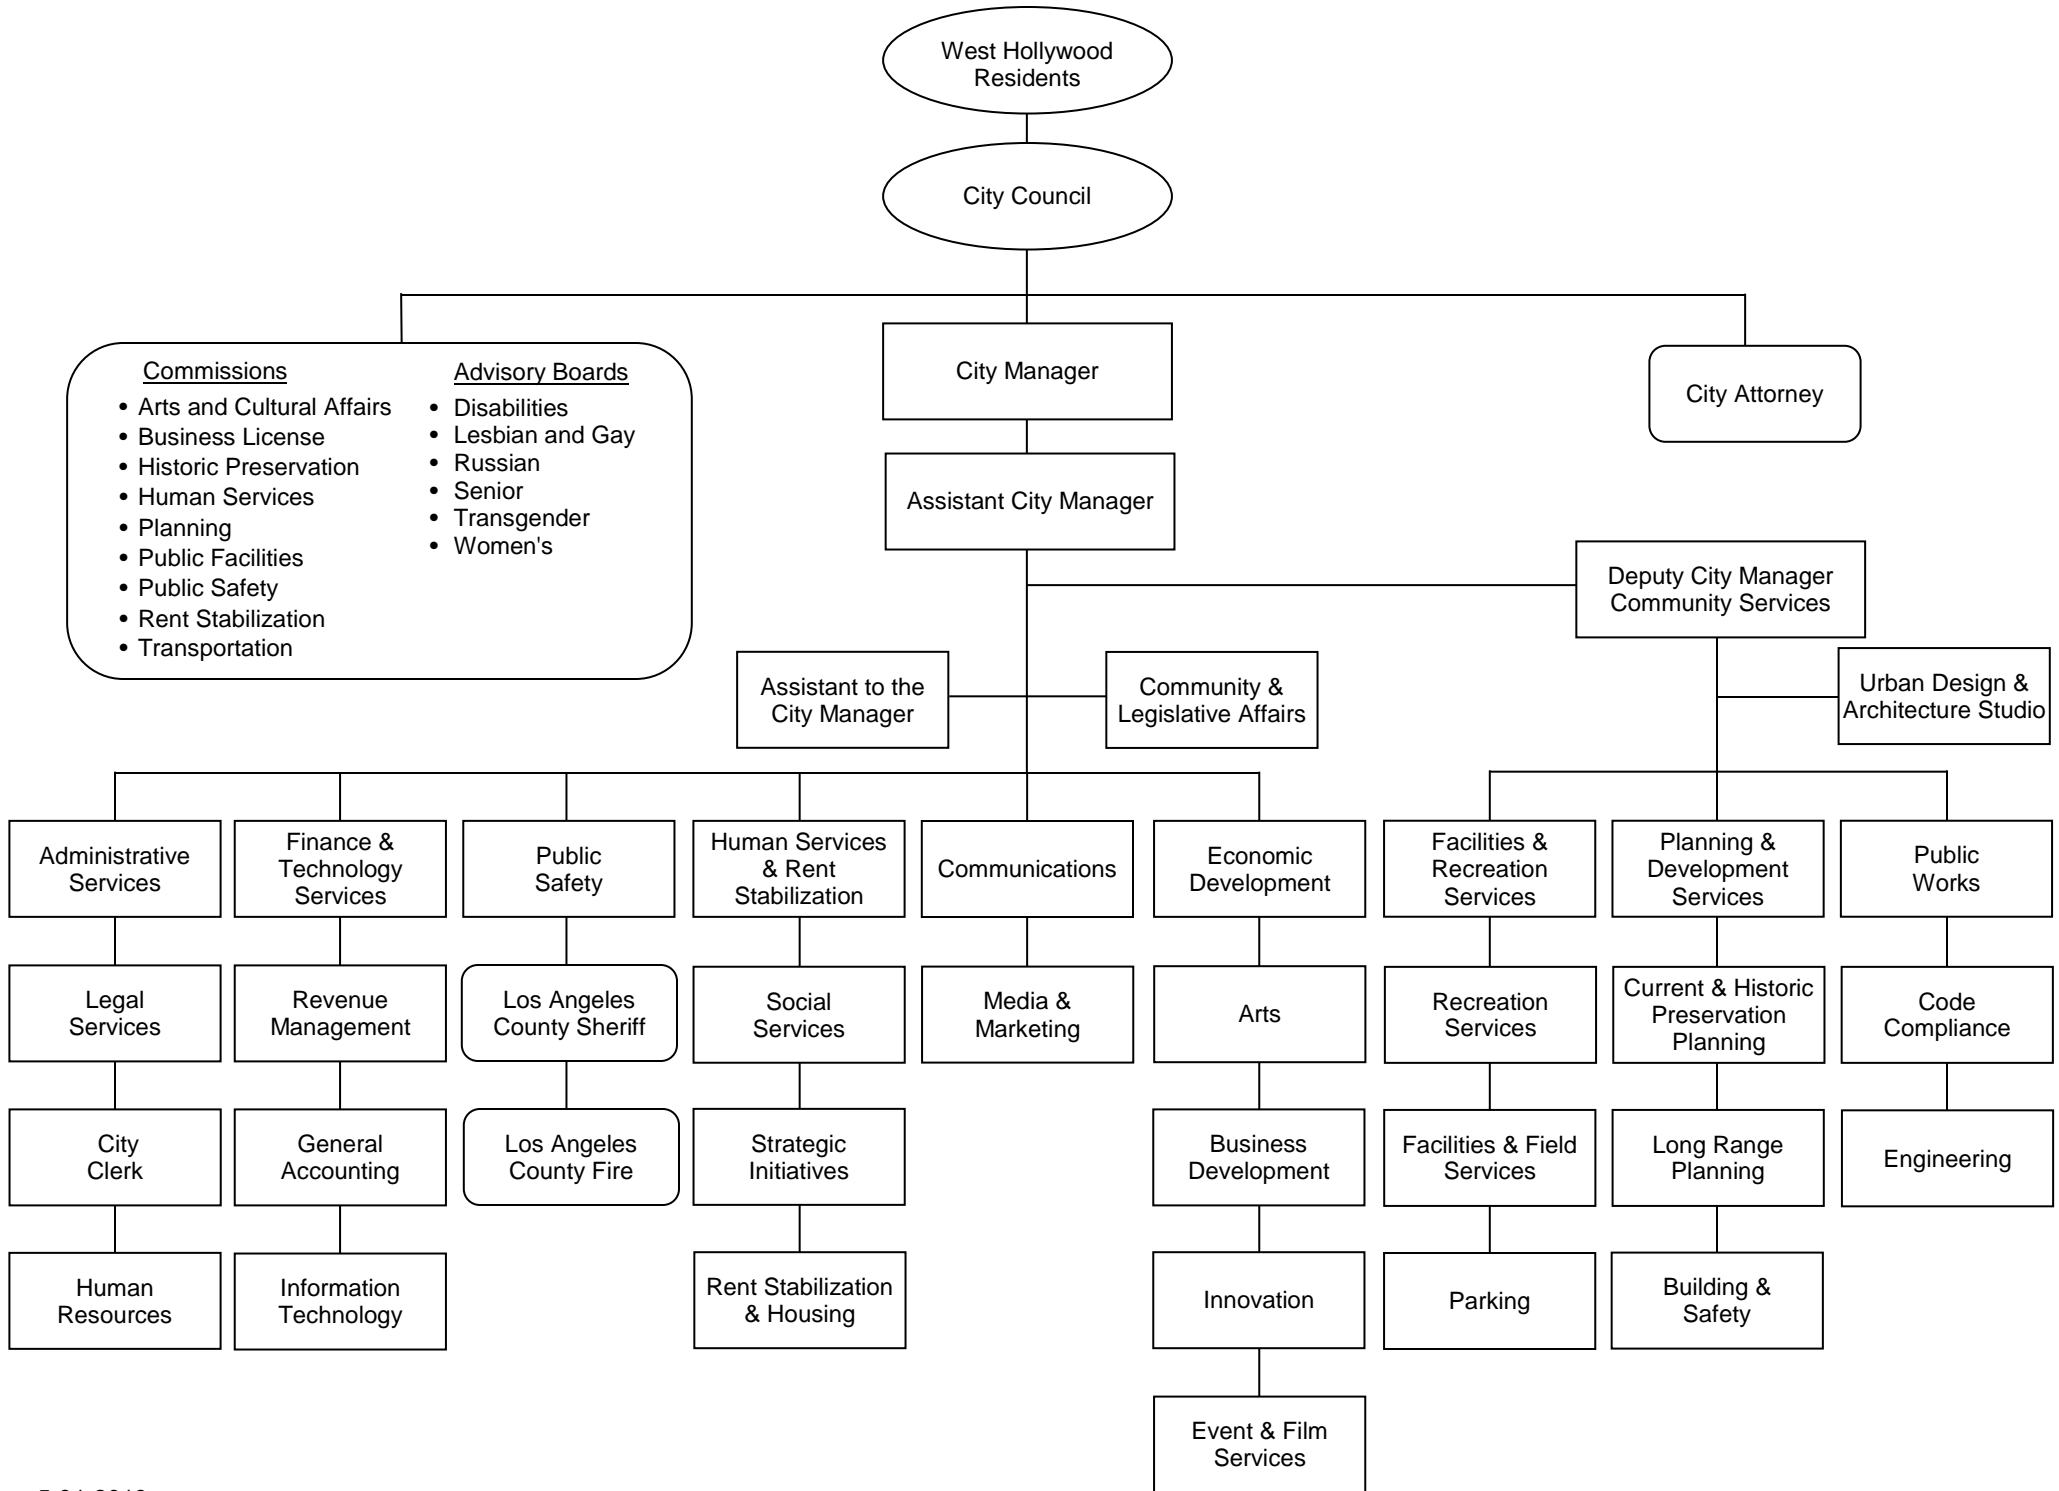 West Hollywood
Residents
City Council
City Manager
City Attorney
Commissions
• Arts and Cultural Affairs
• Business License
• Historic Preservation
• Human Services
• Planning
• Public Facilities
• Public Safety
• Rent Stabilization
• Transportation
Advisory Boards
• Disabilities
• Lesbian and Gay
• Russian
• Senior
• Transgender
• Women's
Assistant City Manager
Deputy City Manager
Community Services
Assistant to the
City Manager
Community &
Legislative Affairs
Urban Design &
Architecture Studio
Administrative
Services
Legal
Services
City
Clerk
Human
Resources
Finance &
Technology
Services
Revenue
Management
General
Accounting
Information
Technology
Public
Safety
Los Angeles
County Sheriff
Los Angeles
County Fire
Human Services
& Rent
Stabilization
Social
Services
Strategic
Initiatives
Rent Stabilization
& Housing
Communications
Media &
Marketing
Economic
Development
Arts
Business
Development
Innovation
Event & Film
Services
Facilities &
Recreation
Services
Recreation
Services
Facilities & Field
Services
Parking
Planning &
Development
Services
Current & Historic
Preservation
Planning
Long Range
Planning
Building &
Safety
Public
Works
Code
Compliance
Engineering